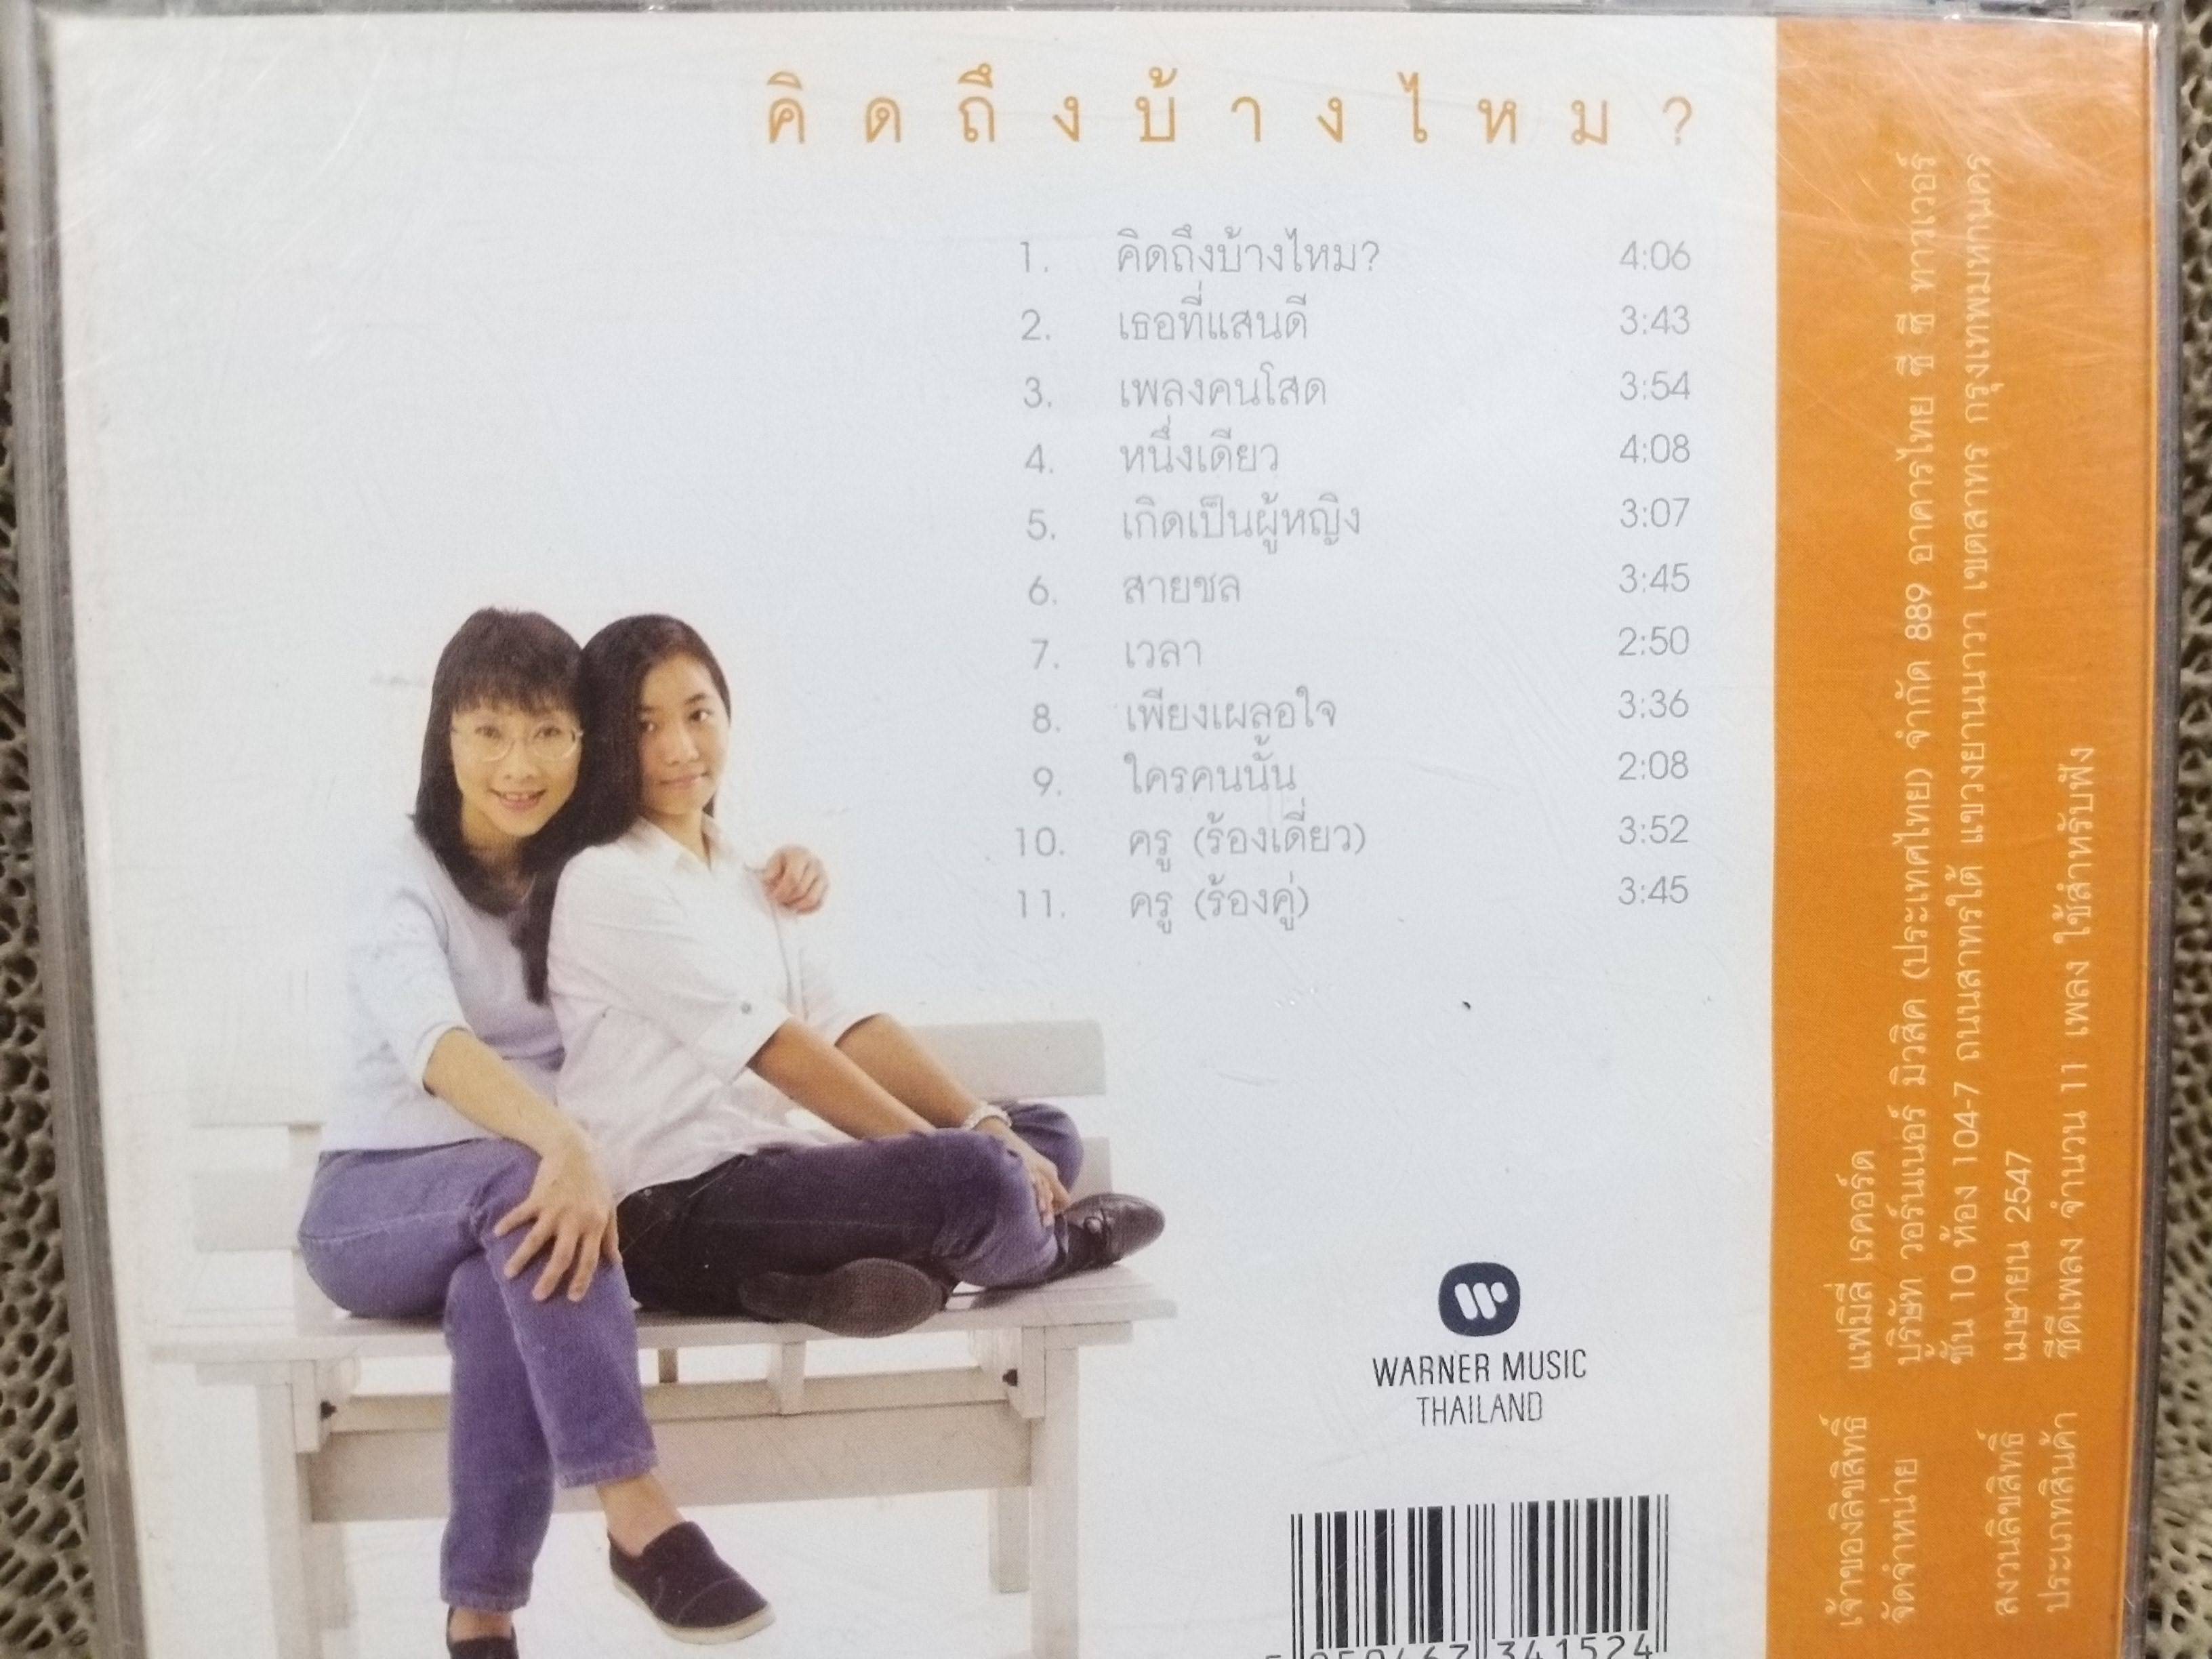 คิดถึงบ้างไหม?
1. คิดถึงบ้างไหม? 4:06
2. เธอที่แสนดี 3:43
3. เพลงคนโสด 3:54
4. หนึ่งเดียว 4:08
5. เกิดเป็นผู้หญิง 3:07
6. สายชล 3:45
7. เวลา 2:50
8. เพียงเผลอใจ 3:36
9. ใครคนนั้น 2:08
10. ครู (ร้องเดี่ยว) 3:52
11. ครู (ร้องคู่) 3:45
WARNER MUSIC
THAILAND
341524
เจ้าของลิขสิทธิ์ แฟมิลี่ เรคอร์ด
จัดจำหน่าย บริษัท วอร์นเนอร์ มิวสิค (ประเทศไทย) จำกัด 889 อาคารไทย ซี ซี ทาวเวอร์
ชั้น 10 ห้อง 104-7 ถนนสาทรใต้ แขวงยานนาวา เขตสาทร กรุงเทพมหานคร
สงวนลิขสิทธิ์ เมษายน 2547
ประเภทสินค้า ซีดีเพลง จำนวน 11 เพลง ใช้สำหรับฟัง